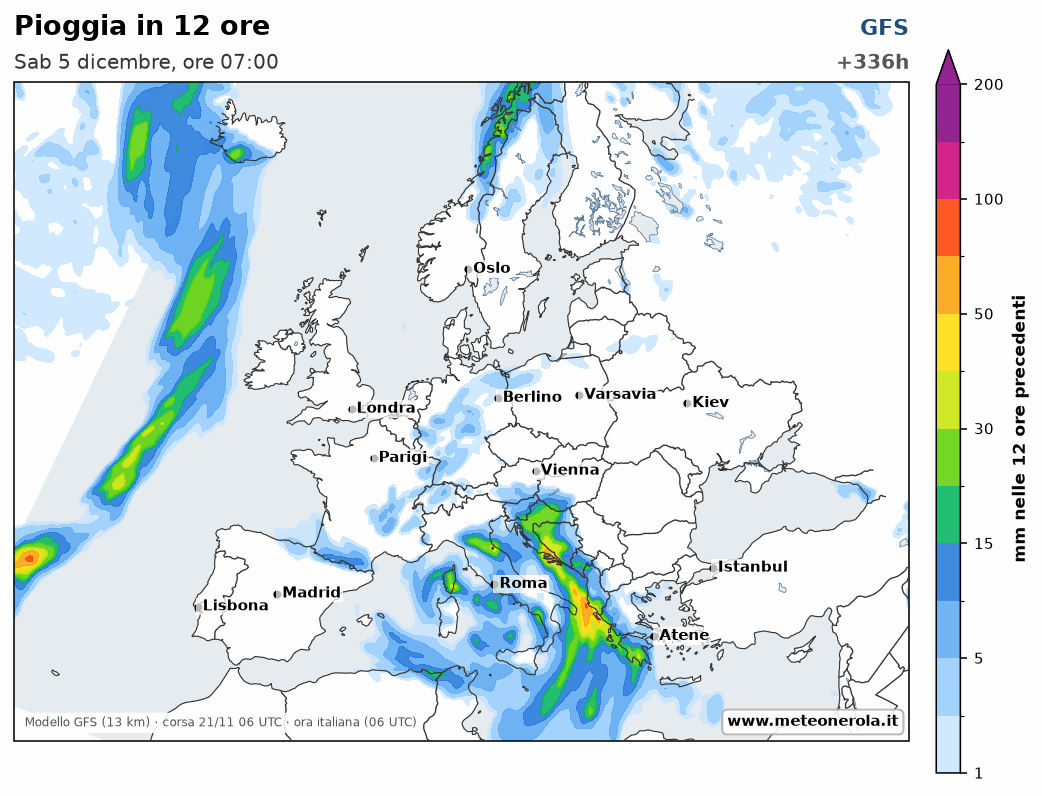 Pioggia in 12 ore
GFS
Sab 5 dicembre, ore 07:00
+336h
200
100
50
30
15
5
1
mm nelle 12 ore precedenti
Oslo
Berlino
Varsavia
Kiev
Londra
Parigi
Vienna
Istanbul
Roma
Madrid
Lisbona
Atene
Modello GFS (13 km) · corsa 21/11 06 UTC · ora italiana (06 UTC)
www.meteonerola.it